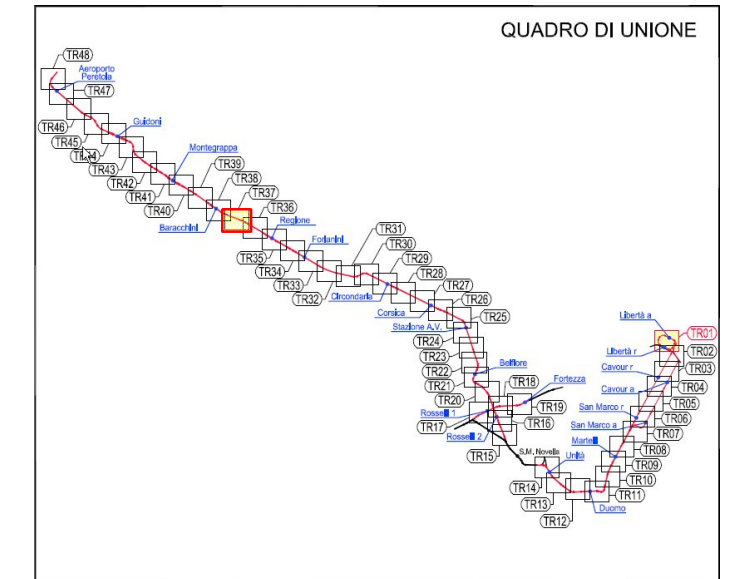 QUADRO DI UNIONE
TR48
Aeroporto
Peretola
TR47
TR46
Guidoni
TR45
TR44
TR43
Montegrappa
TR42
TR41
TR40
TR39
TR38
TR37
TR36
Baracchini
Regione
TR35
TR34
TR33
TR32
Forlanini
TR31
TR30
TR29
TR28
TR27
TR26
TR25
Circondaria
Corsica
Stazione A.V.
TR24
TR23
TR22
TR21
TR20
Belfiore
TR18
Fortezza
TR19
TR17
Rosselli 1
TR16
Rosselli 2
TR15
S.M. Novella
Unità
TR14
TR13
TR12
Duomo
TR11
TR10
TR09
TR08
Martelli
TR07
San Marco a
TR06
San Marco r
TR05
Cavour a
TR04
Cavour r
TR03
Libertà r
TR02
TR01
Libertà a